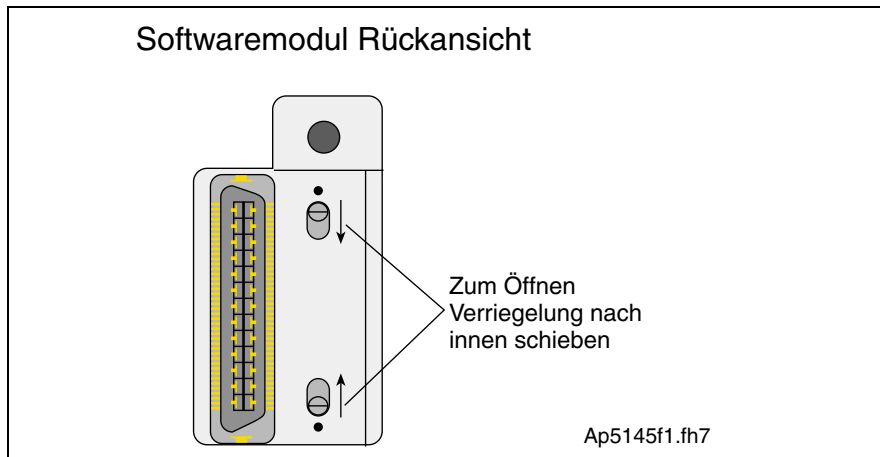 Softwaremodul Rückansicht
Zum Öffnen
Verriegelung nach
innen schieben
Ap5145f1.fh7